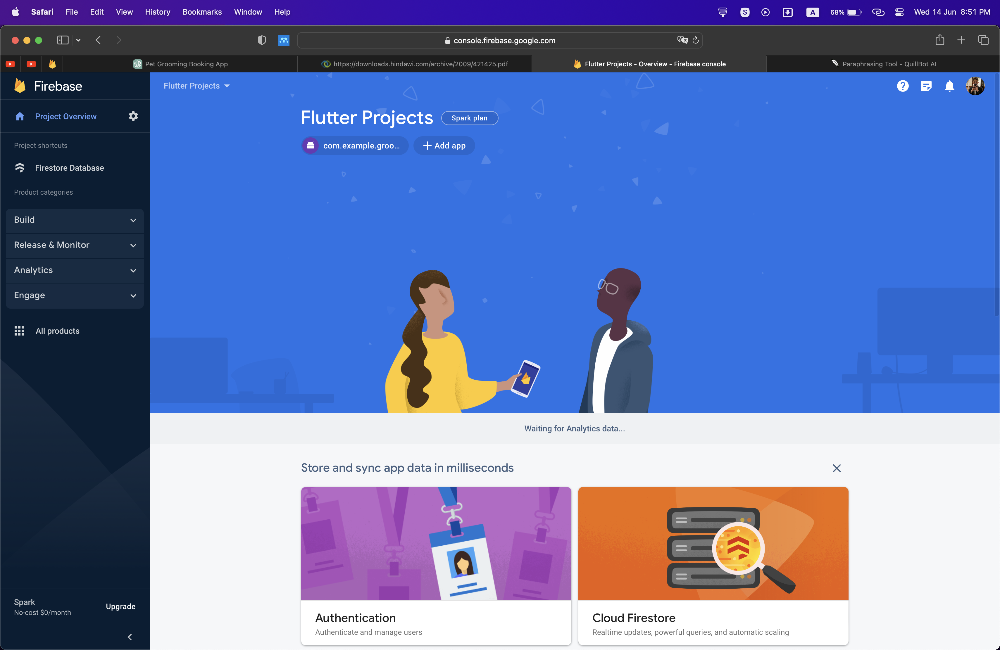 Safari File Edit View History Bookmarks Window Help
S A 68% Wed 14 Jun 8:51 PM
console.firebase.google.com
Pet Grooming Booking App
https://downloads.hindawi.com/archive/2009/421425.pdf
Flutter Projects - Overview - Firebase console
Paraphrasing Tool - QuillBot AI
Firebase
Project Overview
Project shortcuts
Firestore Database
Product categories
Build
Release & Monitor
Analytics
Engage
All products
Spark
No-cost $0/month
Upgrade
Flutter Projects
Flutter Projects Spark plan
com.example.groo... + Add app
Waiting for Analytics data...
Store and sync app data in milliseconds
Authentication
Authenticate and manage users
Cloud Firestore
Realtime updates, powerful queries, and automatic scaling